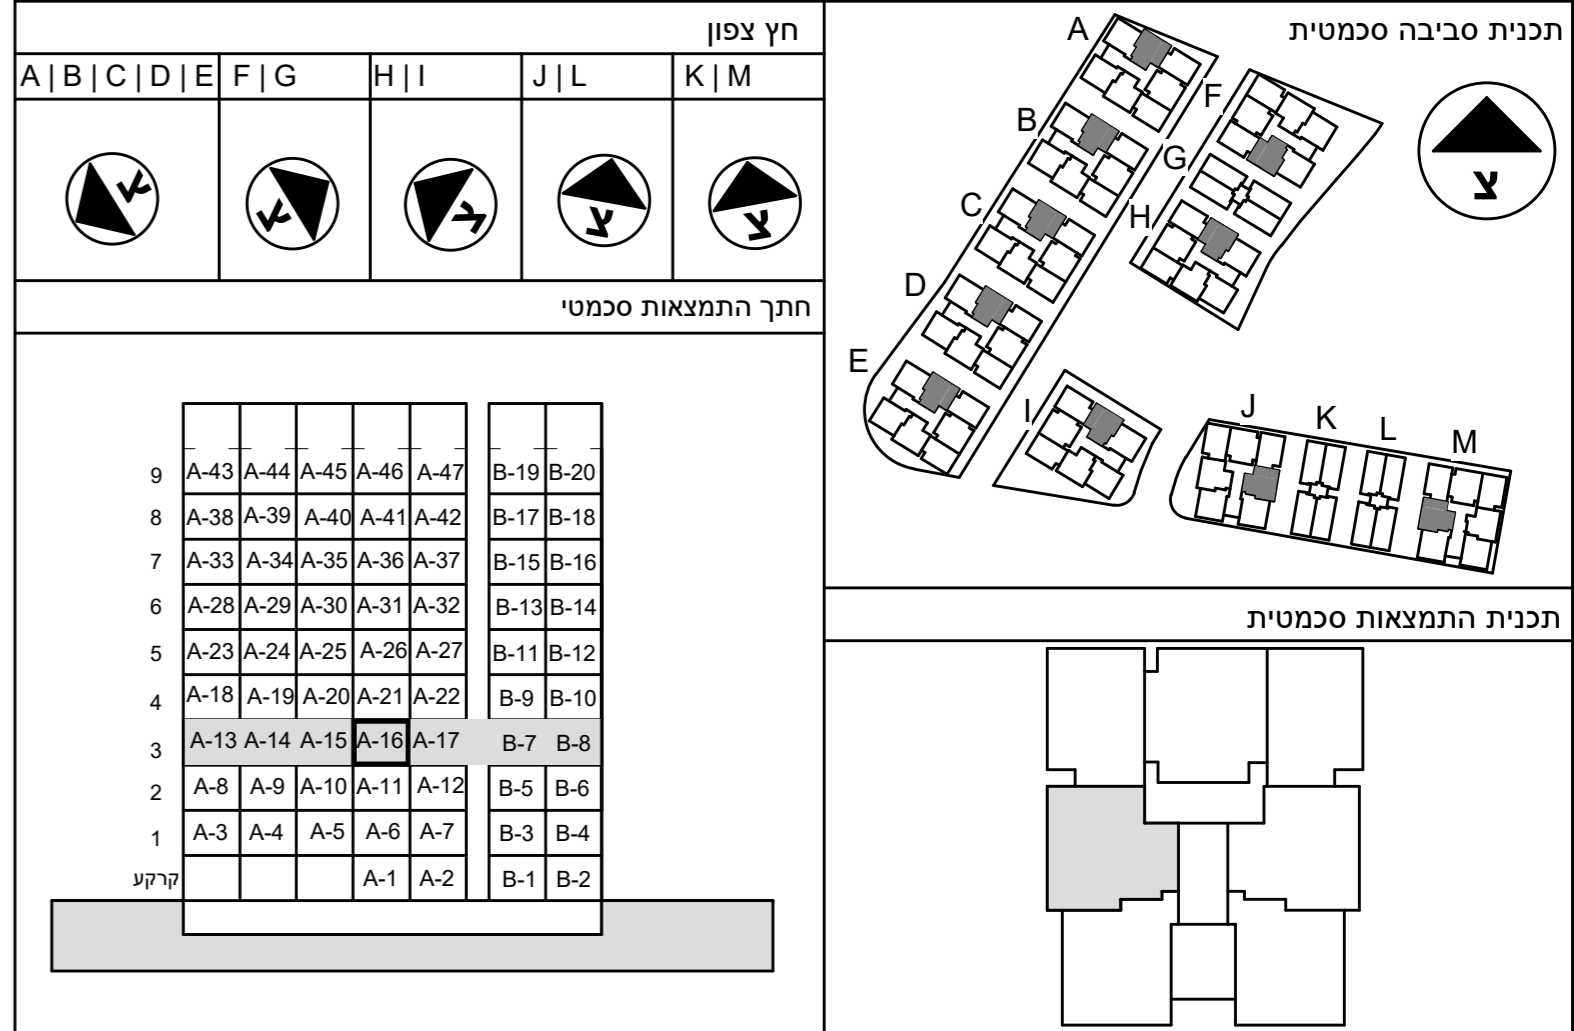 חץ צפון
A | B | C | D | E
F | G
H | I
J | L
K | M
צ
צ
צ
צ
צ
חתך התמצאות סכמטי
9 A-43 A-44 A-45 A-46 A-47 B-19 B-20
8 A-38 A-39 A-40 A-41 A-42 B-17 B-18
7 A-33 A-34 A-35 A-36 A-37 B-15 B-16
6 A-28 A-29 A-30 A-31 A-32 B-13 B-14
5 A-23 A-24 A-25 A-26 A-27 B-11 B-12
4 A-18 A-19 A-20 A-21 A-22 B-9 B-10
3 A-13 A-14 A-15 A-16 A-17 B-7 B-8
2 A-8 A-9 A-10 A-11 A-12 B-5 B-6
1 A-3 A-4 A-5 A-6 A-7 B-3 B-4
קרקע A-1 A-2 B-1 B-2
תכנית סביבה סכמטית
צ
A
B
C
D
E
F
G
H
I
J
K
L
M
תכנית התמצאות סכמטית